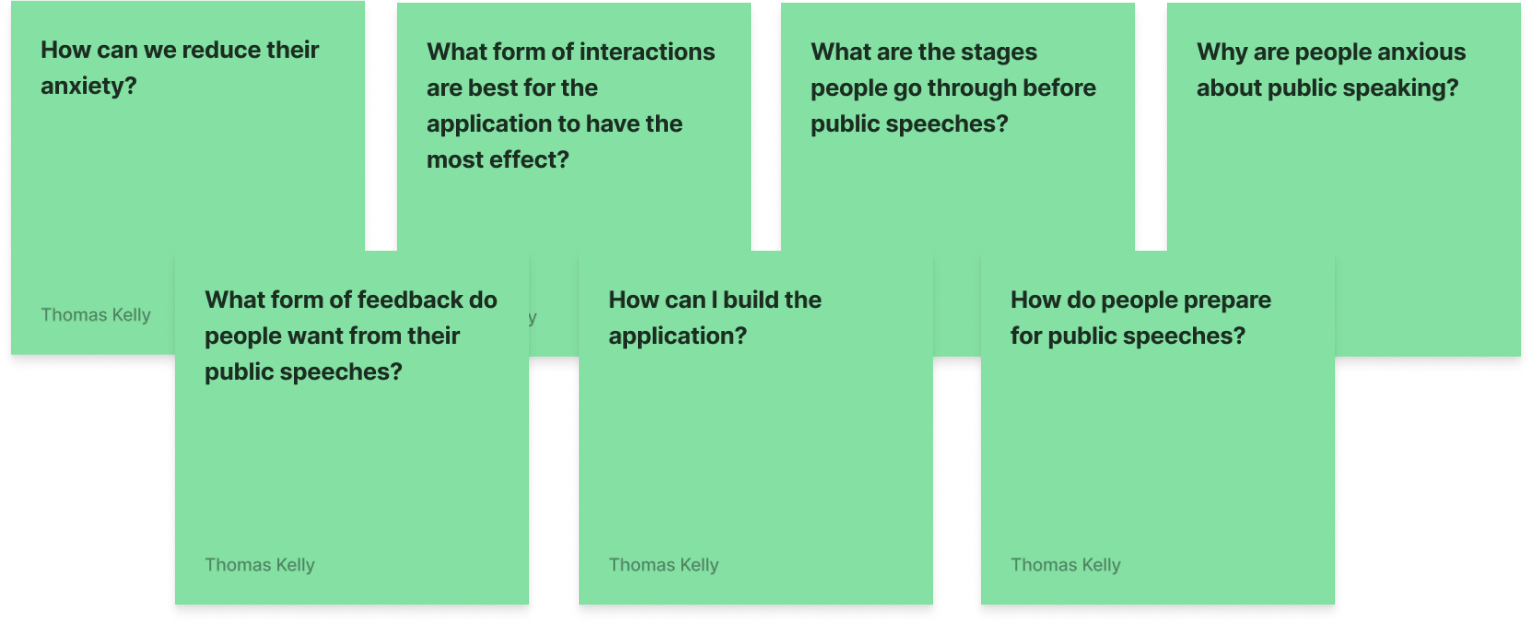 How can we reduce their
anxiety?
Thomas Kelly
What form of interactions
are best for the
application to have the
most effect?
y
What are the stages
people go through before
public speeches?
Why are people anxious
about public speaking?
What form of feedback do
people want from their
public speeches?
Thomas Kelly
How can I build the
application?
Thomas Kelly
How do people prepare
for public speeches?
Thomas Kelly